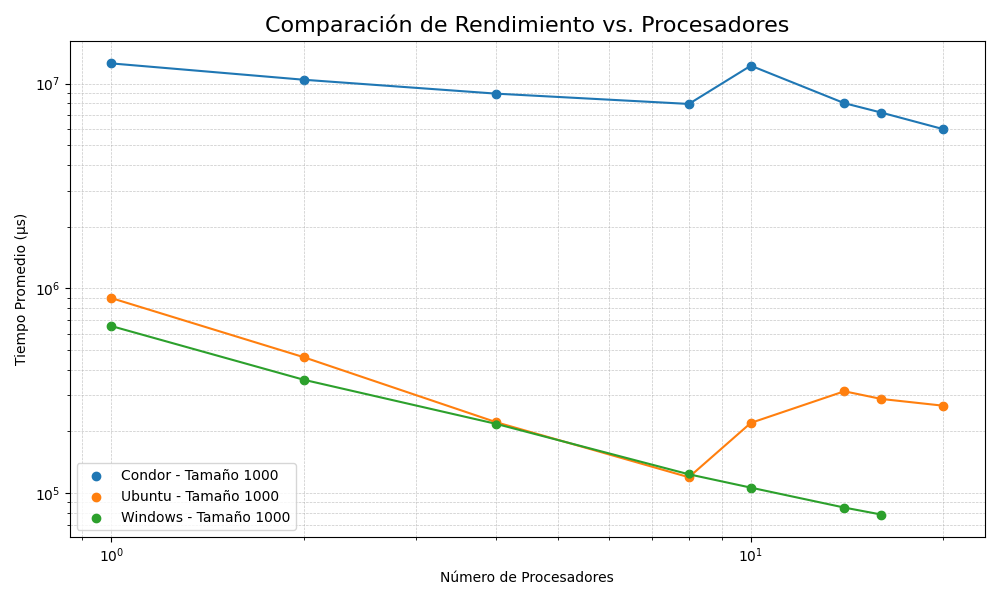 Comparación de Rendimiento vs. Procesadores
Tiempo Promedio (μs)
10⁷
10⁶
10⁵
Condor - Tamaño 1000
Ubuntu - Tamaño 1000
Windows - Tamaño 1000
10⁰
10¹
Número de Procesadores